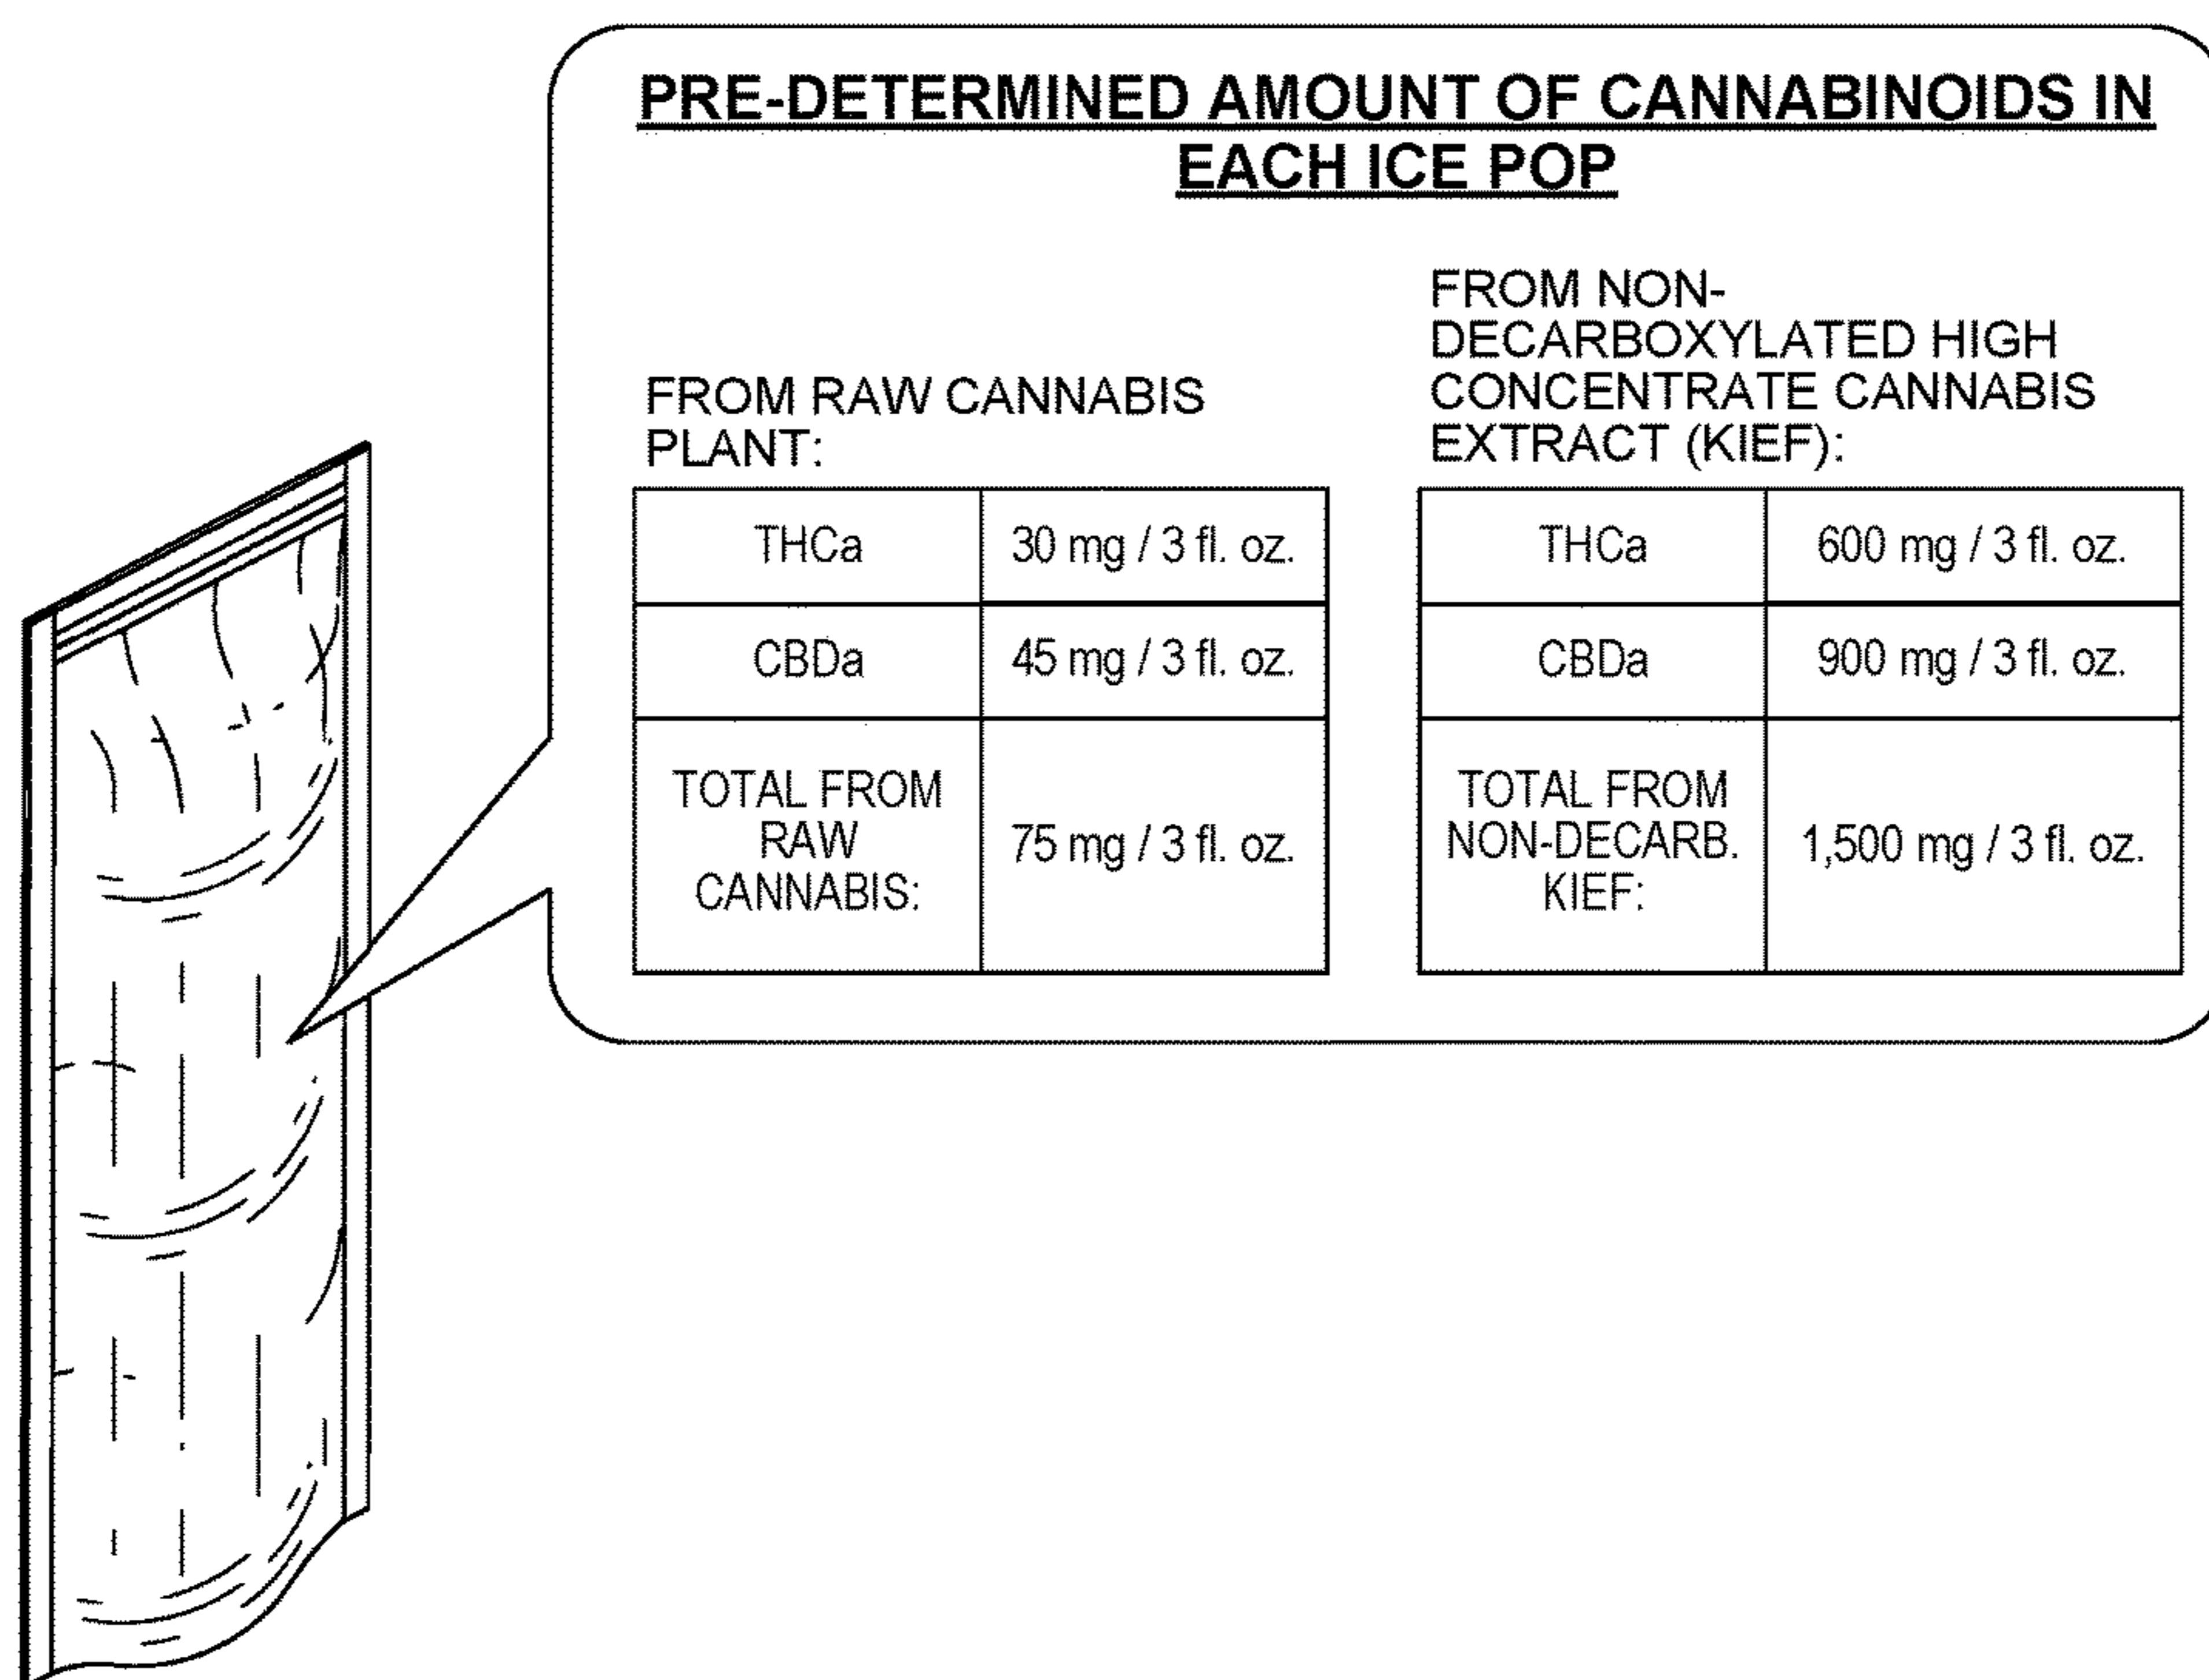 PRE-DETERMINED AMOUNT OF CANNABINOIDS IN
EACH ICE POP
FROM RAW CANNABIS
PLANT:
THCa 30 mg / 3 fl. oz.
CBDa 45 mg / 3 fl. oz.
TOTAL FROM
RAW
CANNABIS:
75 mg / 3 fl. oz.
FROM NON-
DECARBOXYLATED HIGH
CONCENTRATE CANNABIS
EXTRACT (KIEF):
THCa 600 mg / 3 fl. oz.
CBDa 900 mg / 3 fl. oz.
TOTAL FROM
NON-DECARB.
KIEF:
1,500 mg / 3 fl. oz.